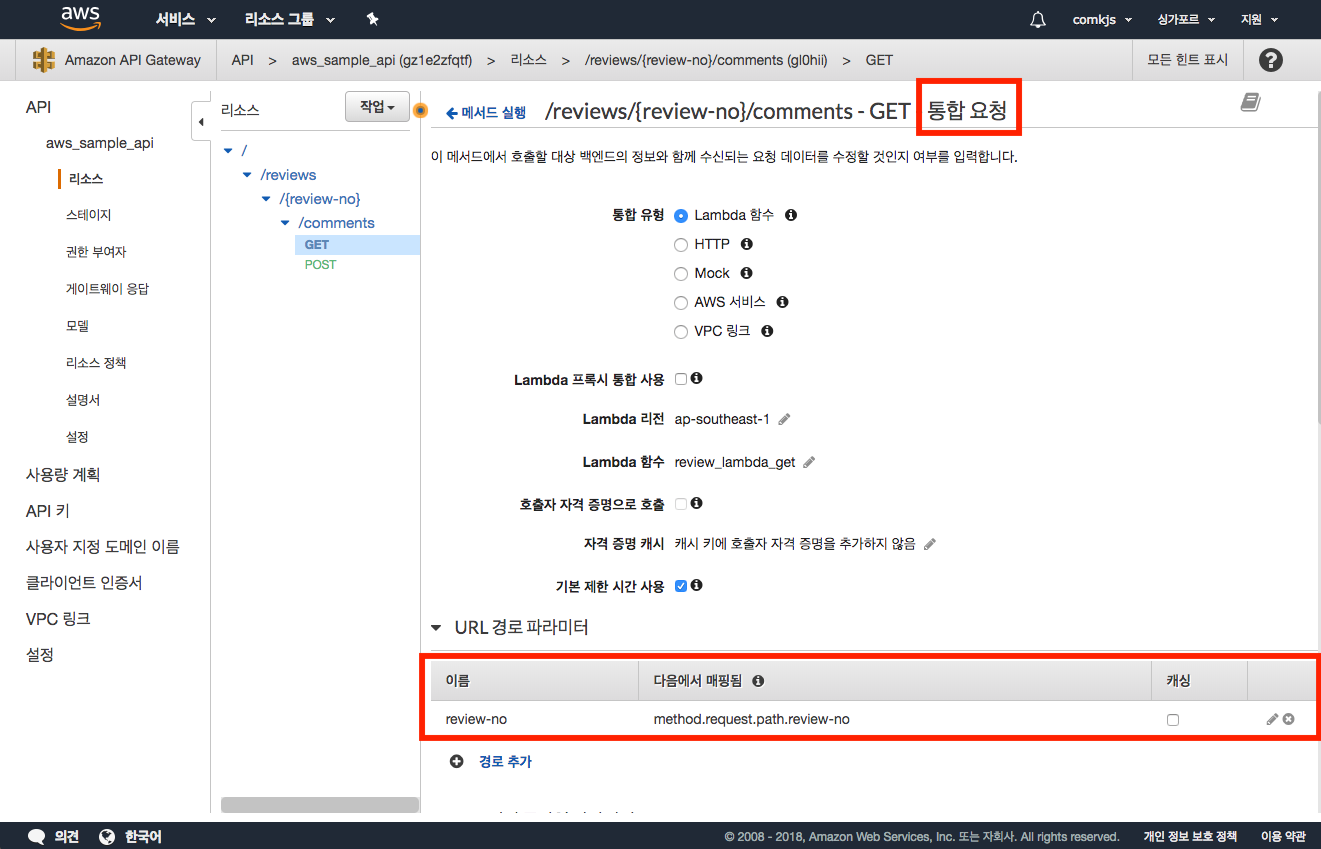 aws 서비스 리소스 그룹 comkjs 싱가포르 지원
Amazon API Gateway API > aws_sample_api (gz1e2zfqtf) > 리소스 > /reviews/{review-no}/comments (gl0hii) > GET 모든 힌트 표시 ?
API
aws_sample_api
리소스
스테이지
권한 부여자
게이트웨이 응답
모델
리소스 정책
설명서
설정
사용량 계획
API 키
사용자 지정 도메인 이름
클라이언트 인증서
VPC 링크
설정
리소스 작업
/
/reviews
/{review-no}
/comments
GET
POST
메서드 실행 /reviews/{review-no}/comments - GET 통합 요청
이 메서드에서 호출할 대상 백엔드의 정보와 함께 수신되는 요청 데이터를 수정할 것인지 여부를 입력합니다.
통합 유형 Lambda 함수
HTTP
Mock
AWS 서비스
VPC 링크
Lambda 프록시 통합 사용
Lambda 리전 ap-southeast-1
Lambda 함수 review_lambda_get
호출자 자격 증명으로 호출
자격 증명 캐시 캐시 키에 호출자 자격 증명을 추가하지 않음
기본 제한 시간 사용
URL 경로 파라미터
이름 다음에서 매핑됨 캐싱
review-no method.request.path.review-no
경로 추가
의견 한국어 © 2008 - 2018, Amazon Web Services, Inc. 또는 자회사. All rights reserved. 개인 정보 보호 정책 이용 약관